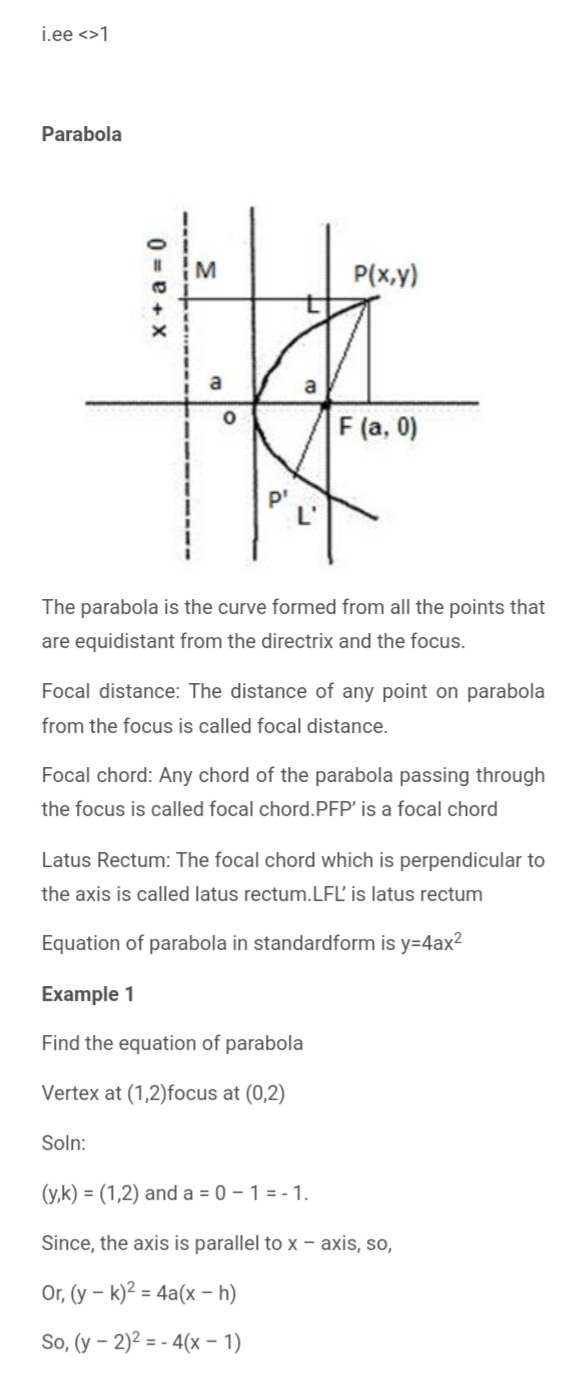 i.ee <>1
Parabola
x + a = 0
M
L
P(x,y)
a
a
o
F (a, 0)
P'
L'
The parabola is the curve formed from all the points that
are equidistant from the directrix and the focus.
Focal distance: The distance of any point on parabola
from the focus is called focal distance.
Focal chord: Any chord of the parabola passing through
the focus is called focal chord.PFP′ is a focal chord
Latus Rectum: The focal chord which is perpendicular to
the axis is called latus rectum.LFL′ is latus rectum
Equation of parabola in standardform is y=4ax²
Example 1
Find the equation of parabola
Vertex at (1,2)focus at (0,2)
Soln:
(y,k) = (1,2) and a = 0 – 1 = - 1.
Since, the axis is parallel to x – axis, so,
Or, (y – k)² = 4a(x – h)
So, (y – 2)² = - 4(x – 1)